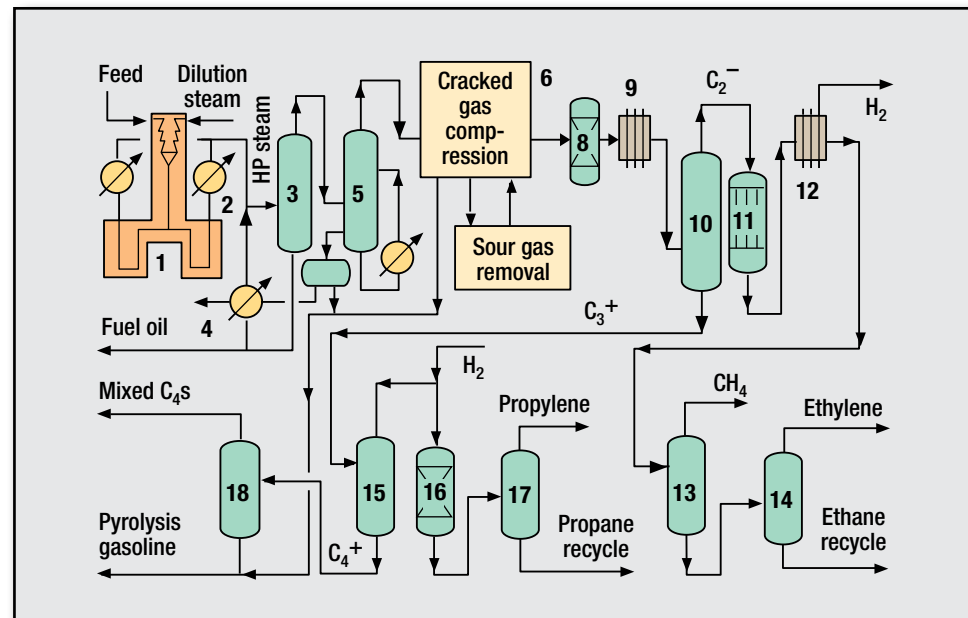 Feed
Dilution
steam
HP steam
Cracked
gas
comp-
ression
6
9
C₂⁻
H₂
8
3
5
2
12
10
11
1
Sour gas
removal
4
C₃⁺
Fuel oil
H₂
Mixed C₄s
Propylene
CH₄
Ethylene
18
15
16
17
13
14
Pyrolysis
gasoline
C₄⁺
Propane
recycle
Ethane
recycle